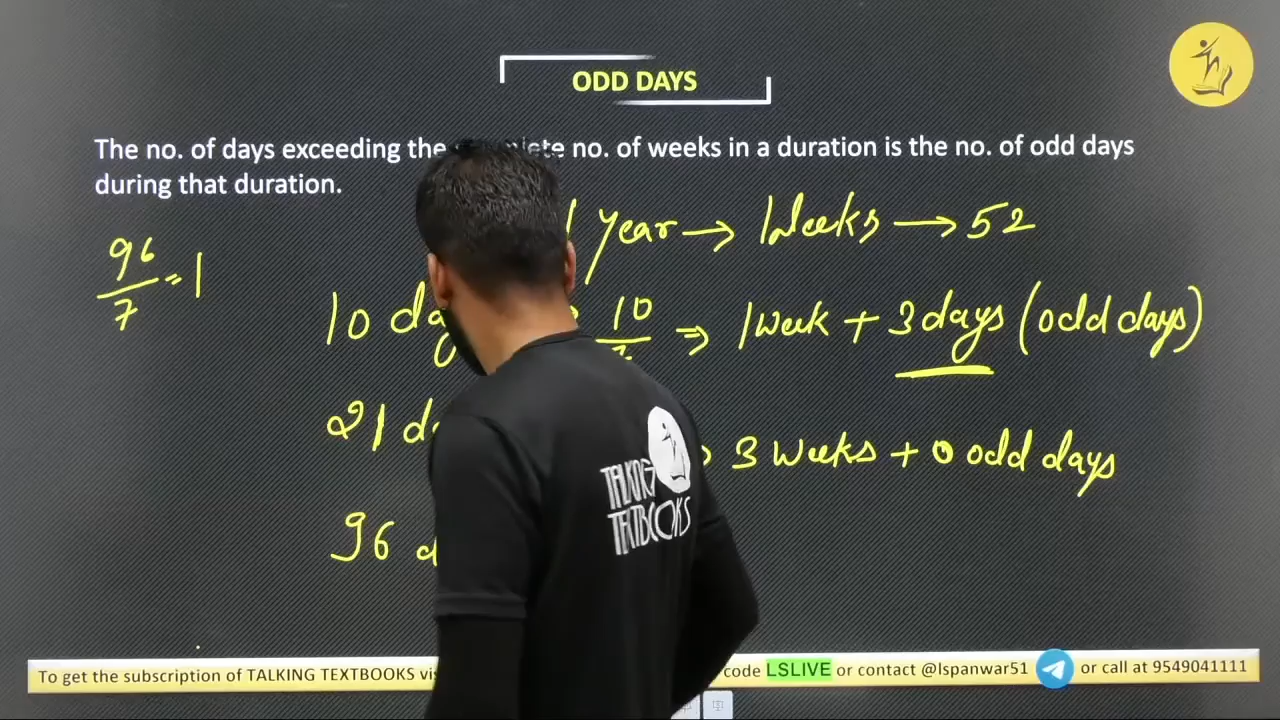 ODD DAYS
The no. of days exceeding the no. of weeks in a duration is the no. of odd days
during that duration.
1 year → Weeks → 52
96/7 = 1
10 10/ ⇒ 1 week + 3 days (odd days)
21 3 weeks + 0 odd days
96
TALKING
TEXTBOOKS
To get the subscription of TALKING TEXTBOOKS code LSLIVE or contact @lspanwar51 or call at 9549041111